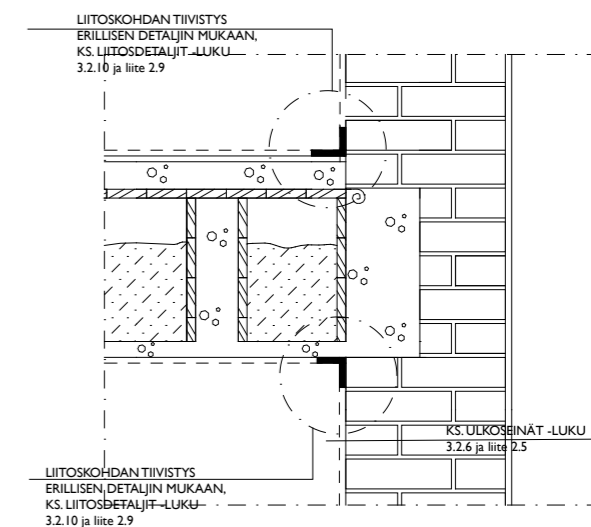 LIITOSKOHDAN TIIVISTYS
ERILLISEN DETALJIN MUKAAN,
KS. LIITOSDETALJIT -LUKU
3.2.10 ja liite 2.9
KS. ULKOSEINÄT -LUKU
3.2.6 ja liite 2.5
LIITOSKOHDAN TIIVISTYS
ERILLISEN DETALJIN MUKAAN,
KS. LIITOSDETALJIT -LUKU
3.2.10 ja liite 2.9